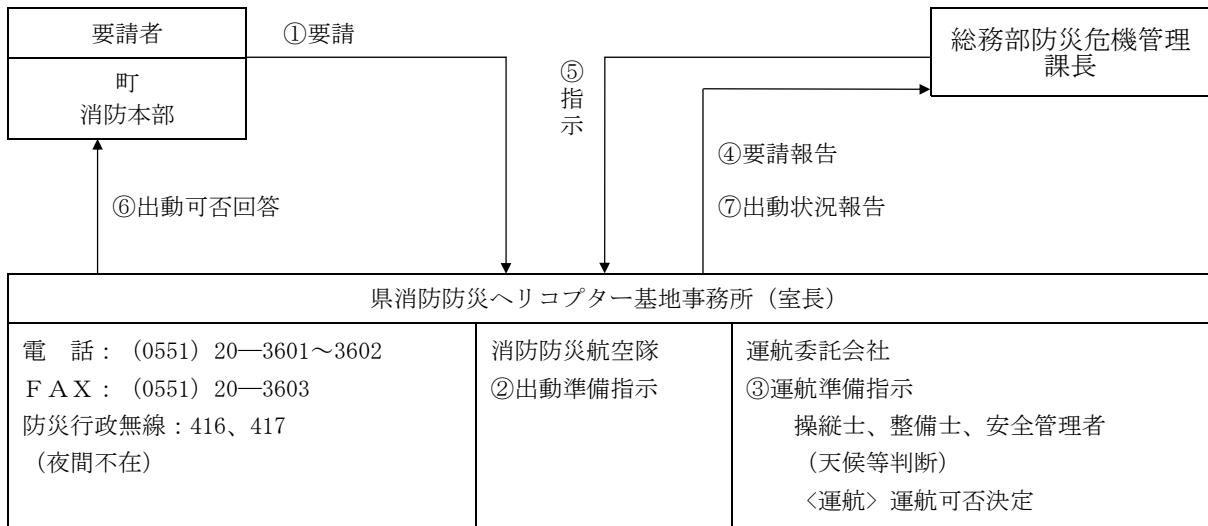 要請者
町
消防本部
①要請
⑤指示
総務部防災危機管理
課長
④要請報告
⑥出動可否回答
⑦出動状況報告
県消防防災ヘリコプター基地事務所（室長）
電　話：（0551）20―3601～3602
ＦＡＸ：（0551）20―3603
防災行政無線：416、417
（夜間不在）
消防防災航空隊
②出動準備指示
運航委託会社
③運航準備指示
操縦士、整備士、安全管理者
（天候等判断）
〈運航〉運航可否決定